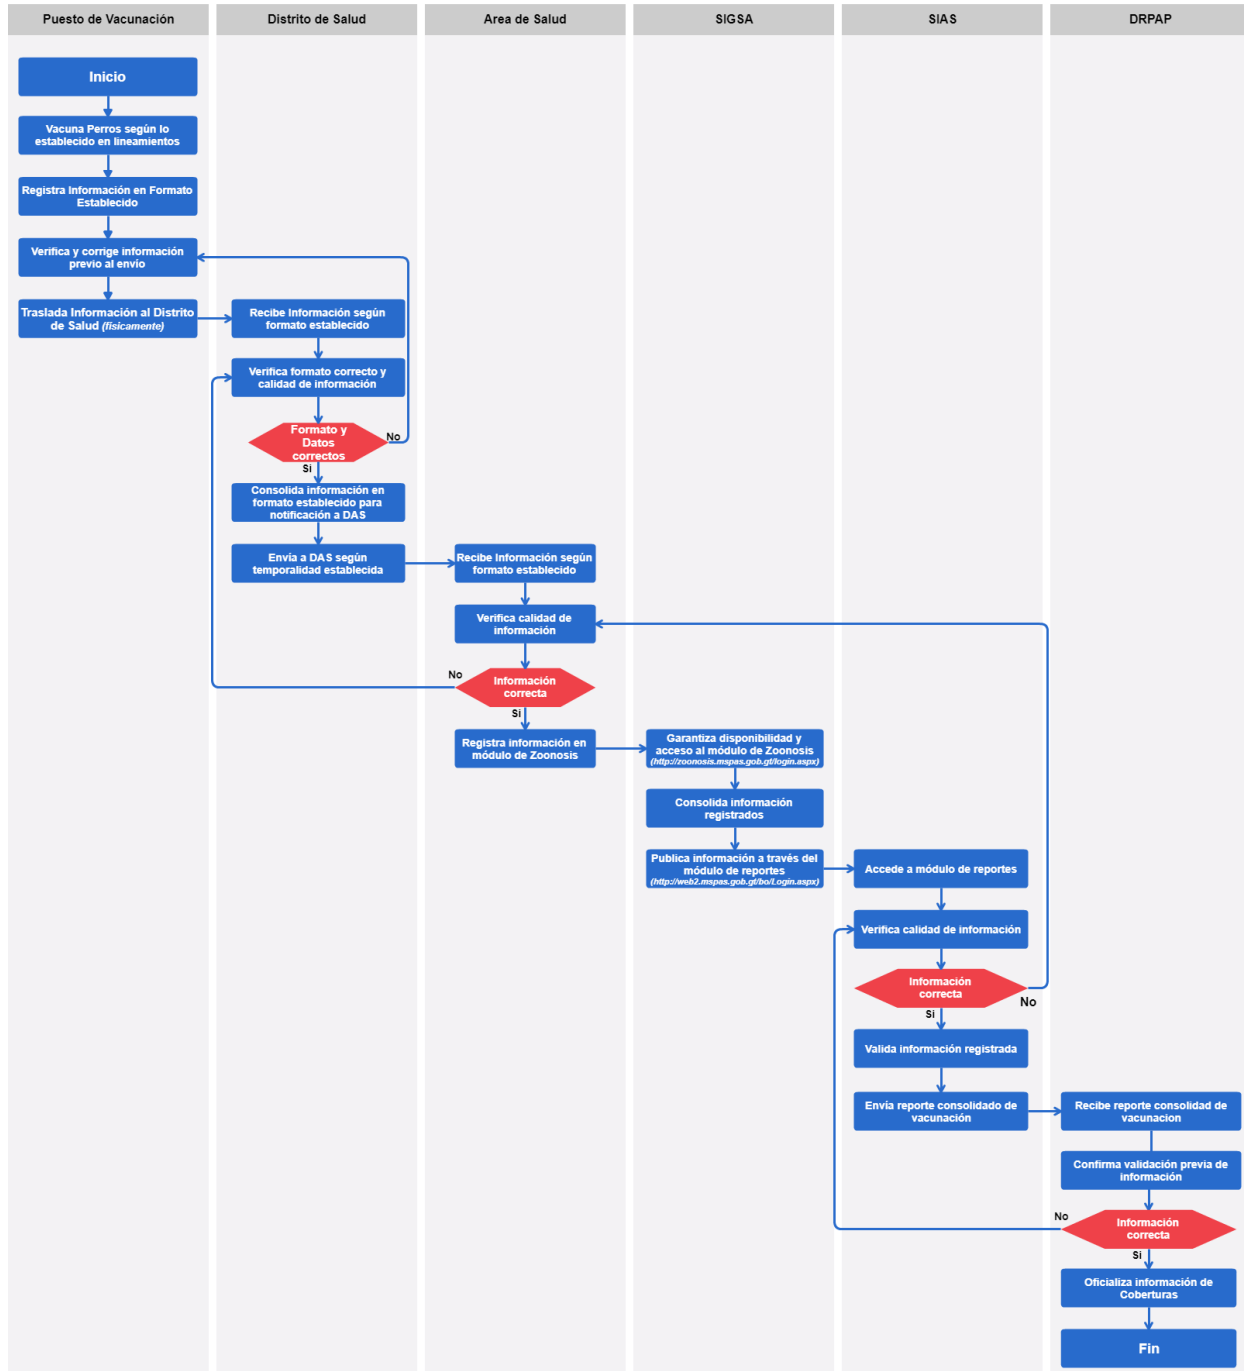 Puesto de Vacunación
Distrito de Salud
Area de Salud
SIGSA
SIAS
DRPAP
Inicio
Vacuna Perros según lo
establecido en lineamientos
Registra Información en Formato
Establecido
Verifica y corrige información
previo al envío
Traslada Información al Distrito
de Salud (físicamente)
Recibe Información según
formato establecido
Verifica formato correcto y
calidad de información
Formato y
Datos
correctos
No
Si
Consolida información en
formato establecido para
notificación a DAS
Envía a DAS según
temporalidad establecida
Recibe Información según
formato establecido
Verifica calidad de
información
Información
correcta
No
Si
Registra información en
módulo de Zoonosis
Garantiza disponibilidad y
acceso al módulo de Zoonosis
(http://zoonosis.mspas.gob.gt/login.aspx)
Consolida información
registrados
Publica información a través del
módulo de reportes
(http://web2.mspas.gob.gt/bo/Login.aspx)
Accede a módulo de reportes
Verifica calidad de información
Información
correcta
No
Si
Valida información registrada
Envía reporte consolidado de
vacunación
Recibe reporte consolidad de
vacunacion
Confirma validación previa de
información
Información
correcta
No
Si
Oficializa información de
Coberturas
Fin